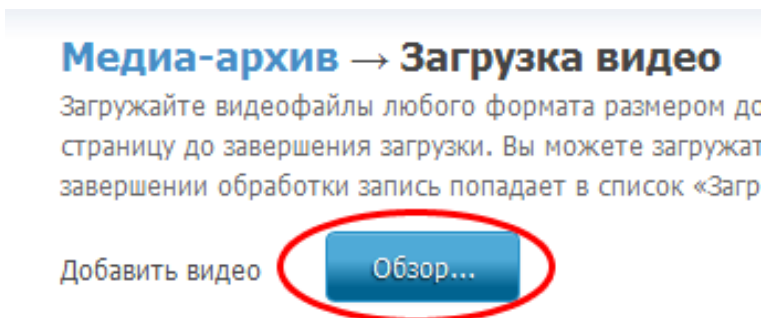 Медиа-архив → Загрузка видео
Загружайте видеофайлы любого формата размером до
страницу до завершения загрузки. Вы можете загружат
завершении обработки запись попадает в список «Загр
Добавить видео Обзор...